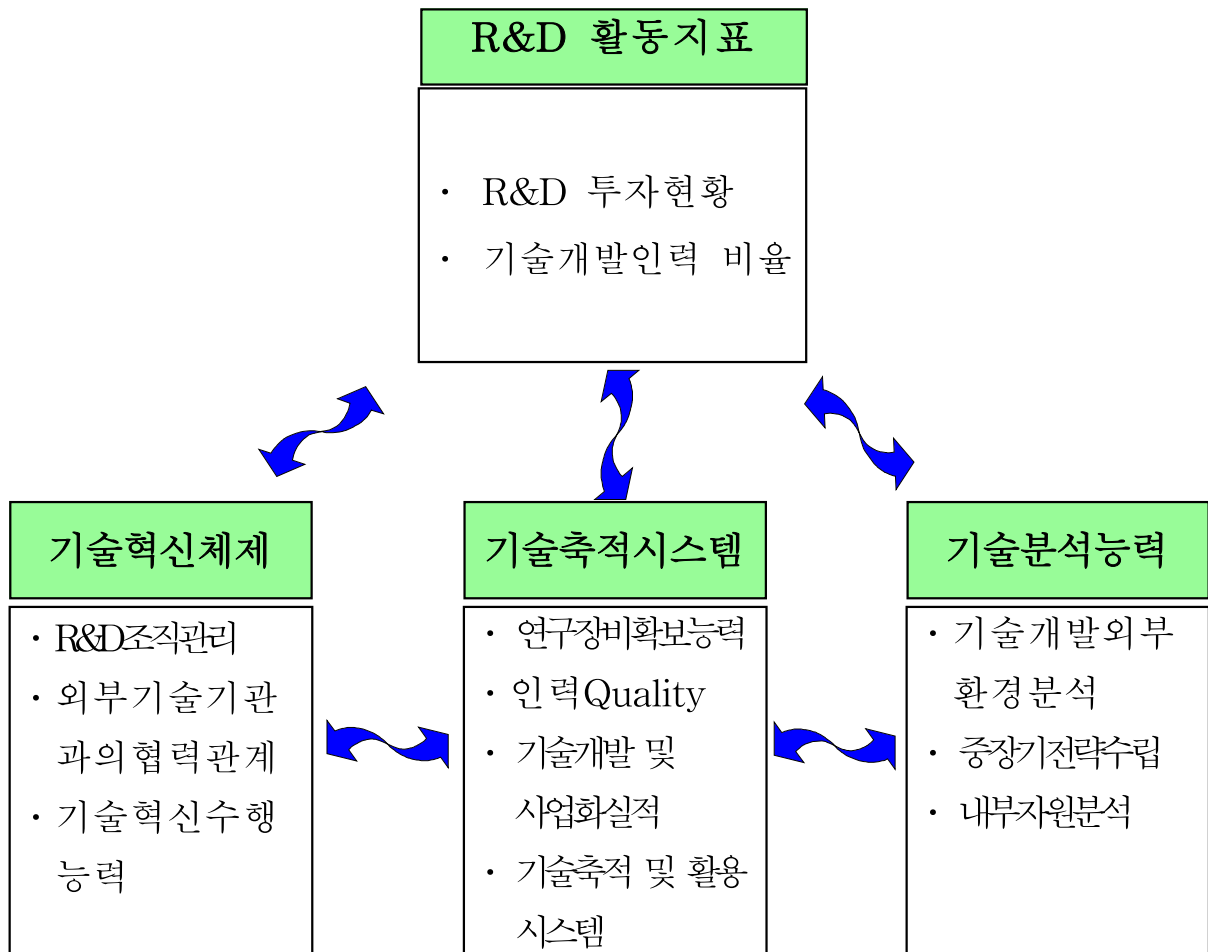 R&D 활동지표
· R&D 투자현황
· 기술개발인력 비율
기술혁신체제
· R&D조직관리
· 외부기술기관
과의협력관계
· 기술혁신수행
능력
기술축적시스템
· 연구장비확보능력
· 인력Quality
· 기술개발 및
사업화실적
· 기술축적 및 활용
시스템
기술분석능력
· 기술개발외부
환경분석
· 중장기전략수립
· 내부자원분석